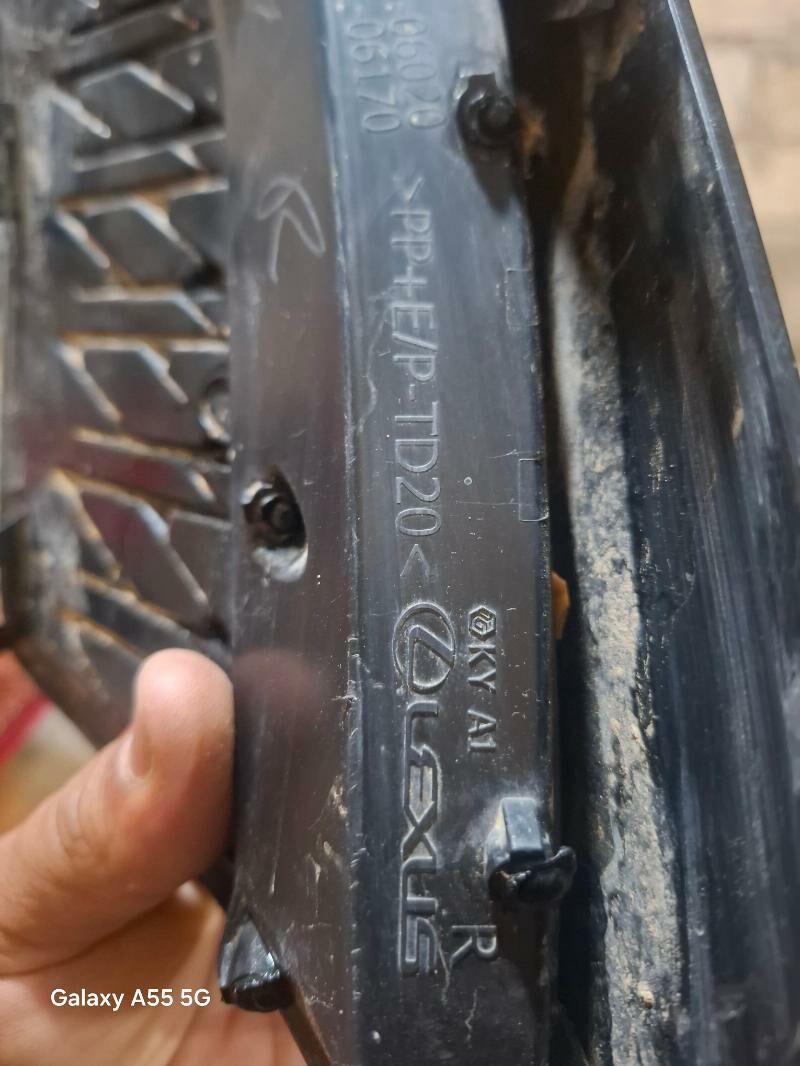 -06020
06170
>PP+E/P-TD20<
KY A1
LEXUS
R
Galaxy A55 5G